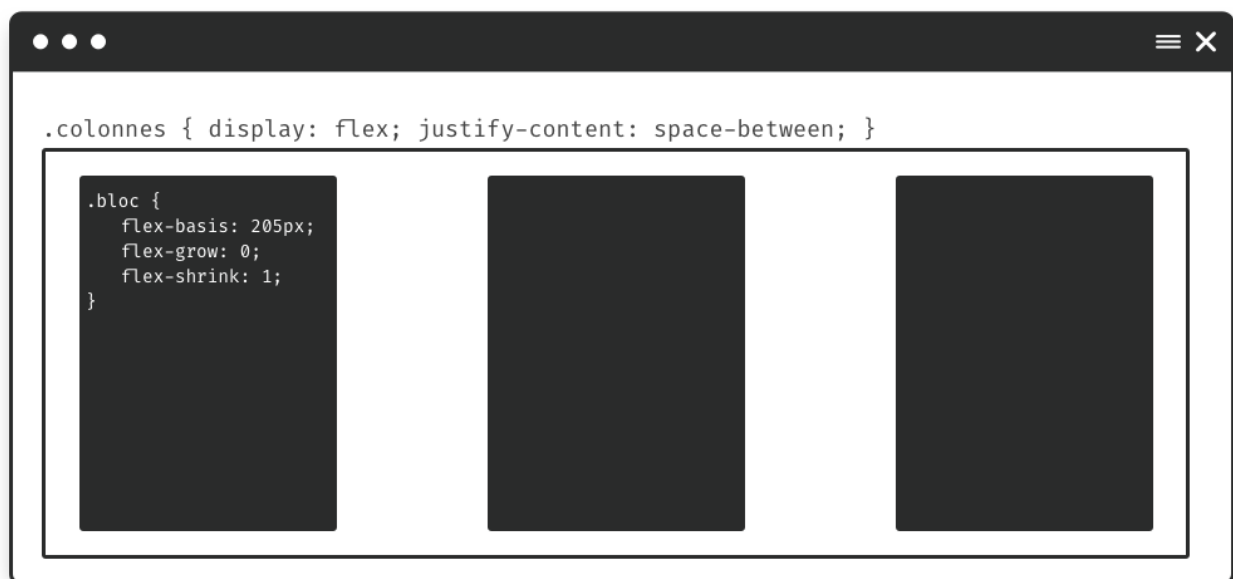 .colonnes { display: flex; justify-content: space-between; }
.bloc {
flex-basis: 205px;
flex-grow: 0;
flex-shrink: 1;
}